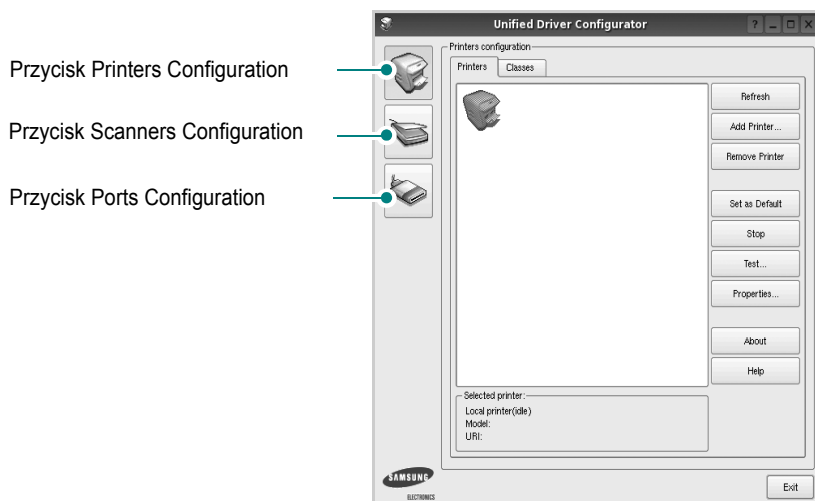 Unified Driver Configurator
Przycisk Printers Configuration
Przycisk Scanners Configuration
Przycisk Ports Configuration
Printers configuration
Printers
Classes
Refresh
Add Printer...
Remove Printer
Set as Default
Stop
Test...
Properties...
About
Help
Selected printer:
Local printer(idle)
Model:
URI:
SAMSUNG
ELECTRONICS
Exit